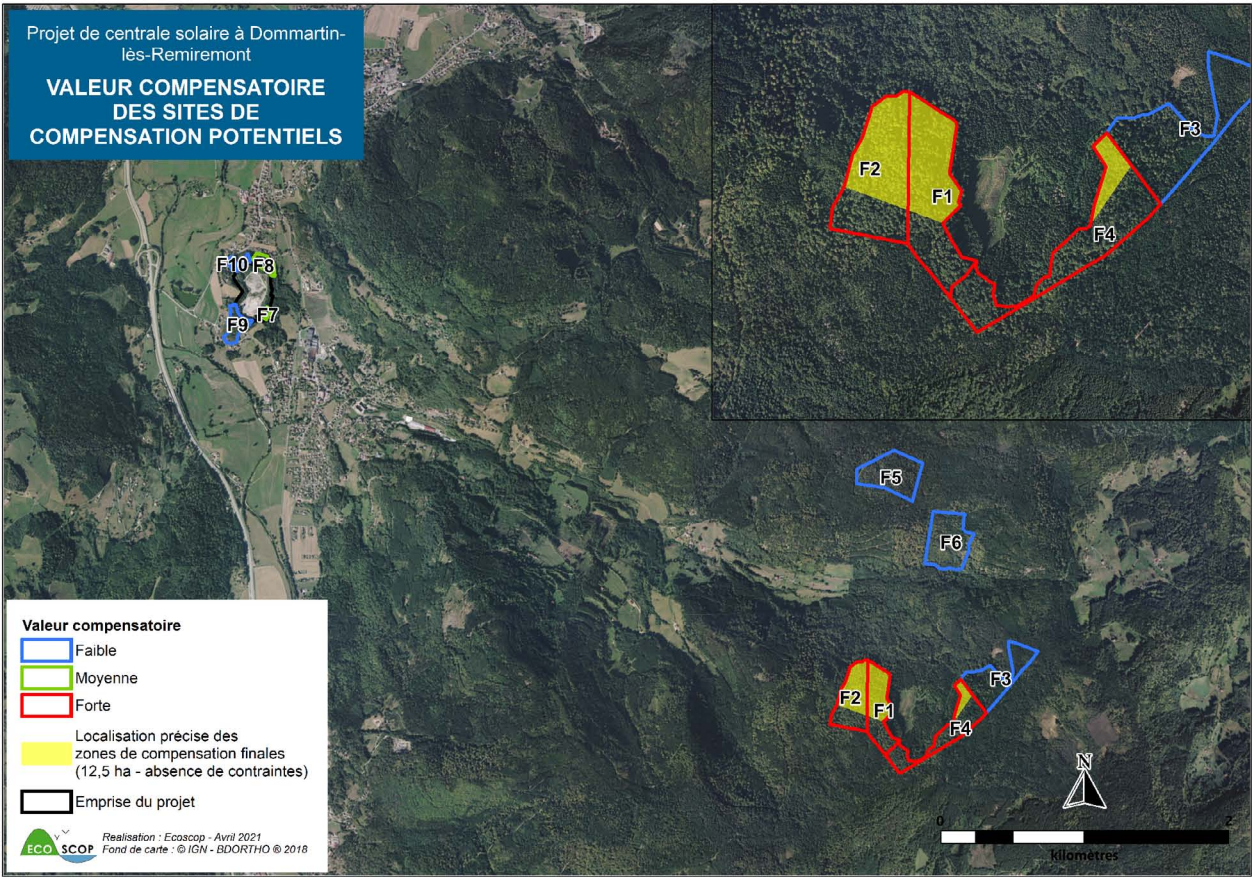 Projet de centrale solaire à Dommartin-
lès-Remiremont
VALEUR COMPENSATOIRE
DES SITES DE
COMPENSATION POTENTIELS
F3
F2
F1
F4
F10
F8
F7
F9
F5
F6
F3
F2
F1
F4
Valeur compensatoire
Faible
Moyenne
Forte
Localisation précise des
zones de compensation finales
(12,5 ha - absence de contraintes)
Emprise du projet
ECO SCOP
Realisation : Ecoscop - Avril 2021
Fond de carte : © IGN - BDORTHO ® 2018
N
0
2
kilomètres